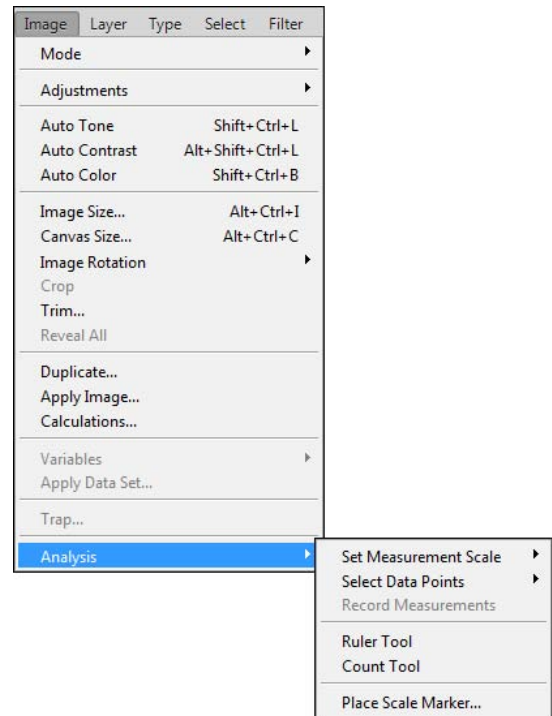 Image Layer Type Select Filter
Mode
Adjustments
Auto Tone Shift+Ctrl+L
Auto Contrast Alt+Shift+Ctrl+L
Auto Color Shift+Ctrl+B
Image Size... Alt+Ctrl+I
Canvas Size... Alt+Ctrl+C
Image Rotation
Crop
Trim...
Reveal All
Duplicate...
Apply Image...
Calculations...
Variables
Apply Data Set...
Trap...
Analysis
Set Measurement Scale
Select Data Points
Record Measurements
Ruler Tool
Count Tool
Place Scale Marker...